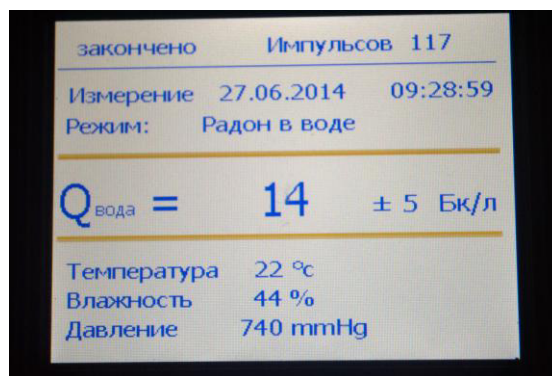 закончено Импульсов 117
Измерение 27.06.2014 09:28:59
Режим: Радон в воде
Qвода = 14 ± 5 Бк/л
Температура 22 °c
Влажность 44 %
Давление 740 mmHg